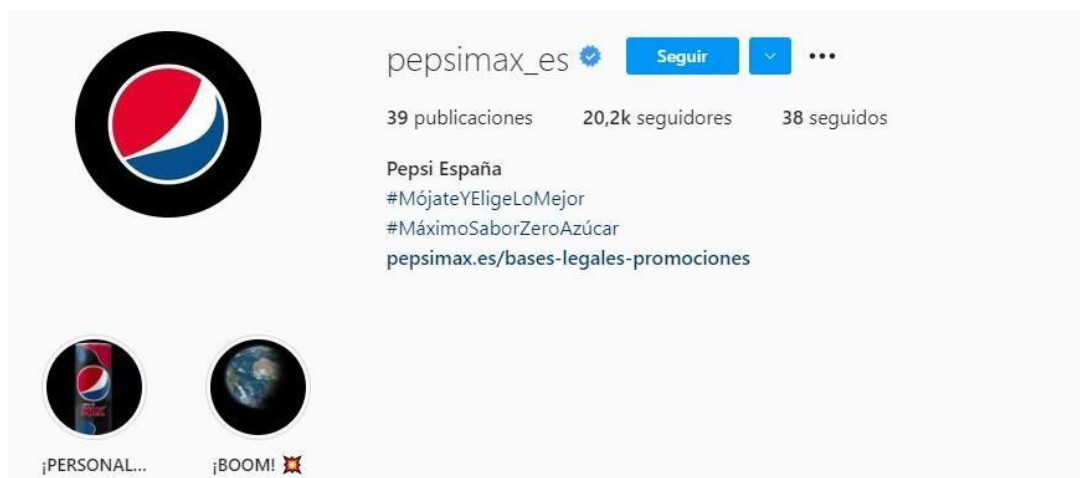 pepsimax_es Seguir
39 publicaciones 20,2k seguidores 38 seguidos
Pepsi España
#MójateYEligeLoMejor
#MáximoSaborZeroAzúcar
pepsimax.es/bases-legales-promociones
MAX
¡PERSONAL... ¡BOOM! 💥